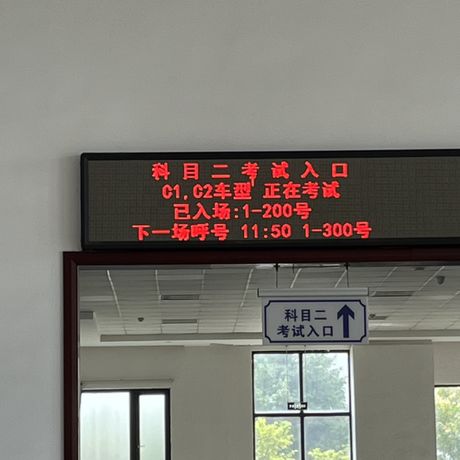 科目二考试入口
C1,C2车型 正在考试
已入场:1-200号
下一场呼号 11:50 1-300号
科目二
考试入口